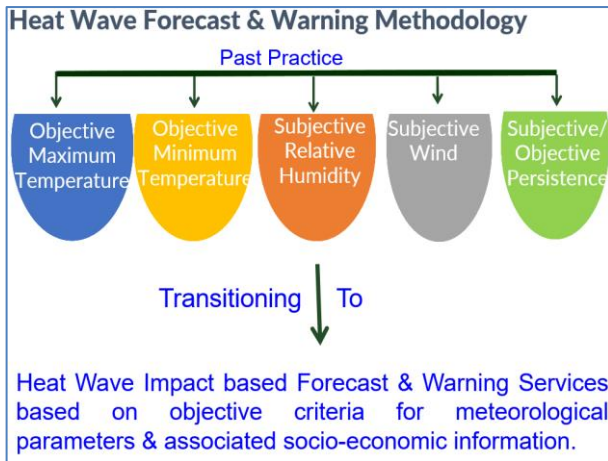 Heat Wave Forecast & Warning Methodology
Past Practice
Objective
Maximum
Temperature
Objective
Minimum
Temperature
Subjective
Relative
Humidity
Subjective
Wind
Subjective/
Objective
Persistence
Transitioning To
Heat Wave Impact based Forecast & Warning Services
based on objective criteria for meteorological
parameters & associated socio-economic information.